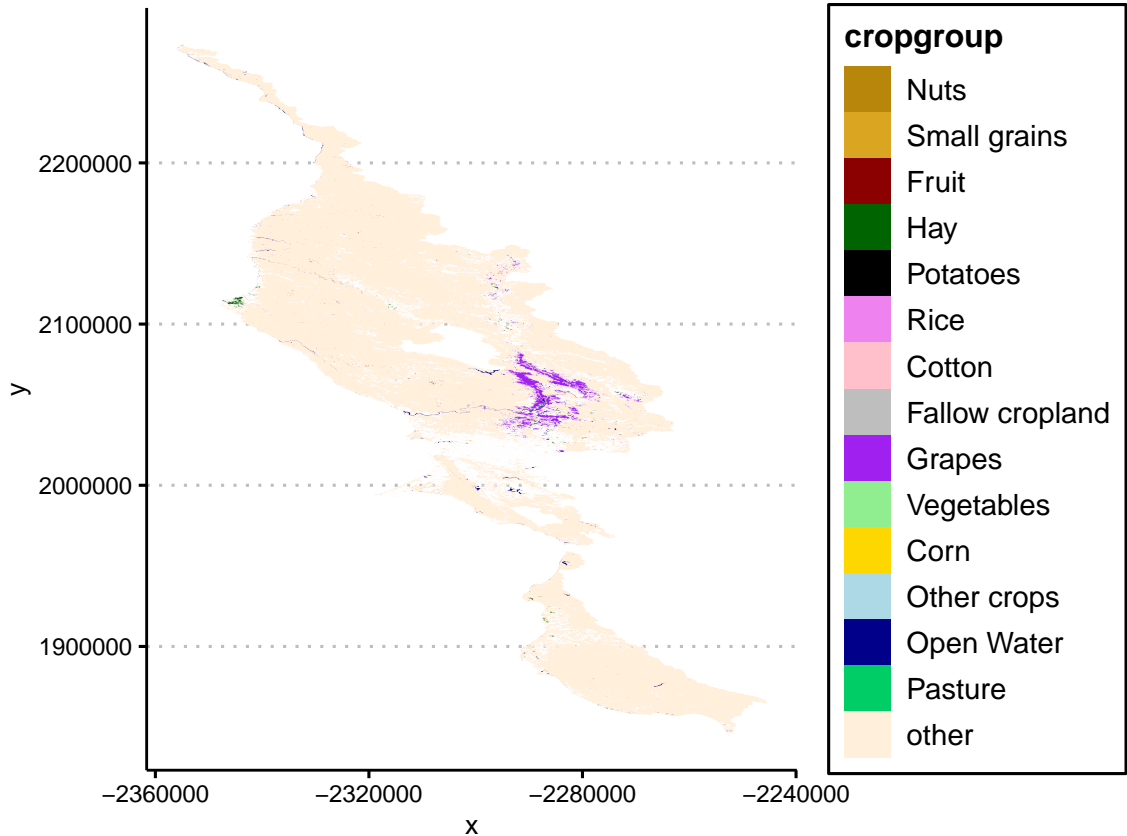 cropgroup
Nuts
Small grains
Fruit
Hay
Potatoes
Rice
Cotton
Fallow cropland
Grapes
Vegetables
Corn
Other crops
Open Water
Pasture
other
y
2200000
2100000
2000000
1900000
−2360000 −2320000 −2280000 −2240000
x